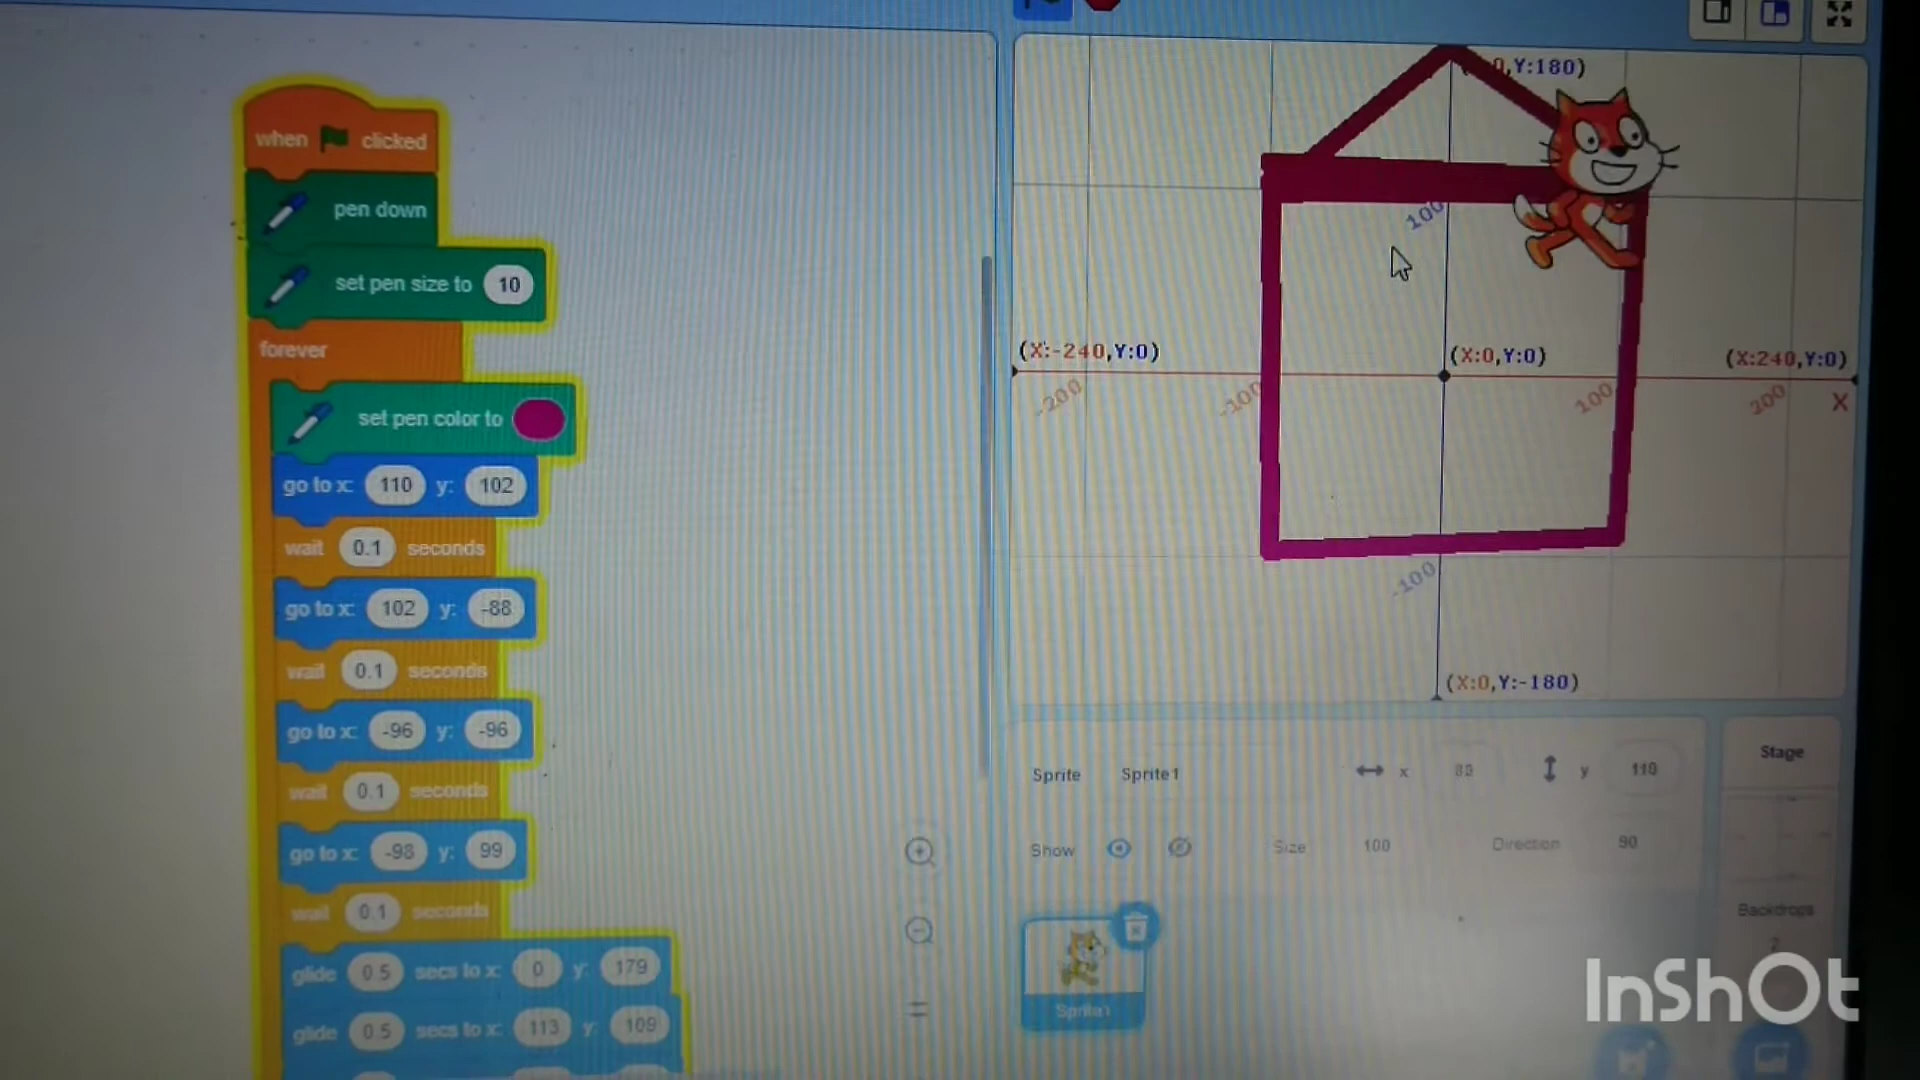 when clicked
pen down
set pen size to 10
forever
set pen color to
go to x: 110 y: 102
wait 0.1 seconds
go to x: 102 y: -88
wait 0.1 seconds
go to x: -96 y: -96
wait 0.1 seconds
go to x: -98 y: 99
wait 0.1 seconds
glide 0.5 secs to x: 0 y: 179
glide 0.5 secs to x: 113 y: 109
0,Y:180)
100
(X:-240,Y:0)
(X:0,Y:0)
(X:240,Y:0)
-200
-100
100
200
X
-100
(X:0,Y:-180)
Sprite Sprite1
x
y 110
Show
Size 100
Direction 90
Stage
Backdrops
2
Sprite1
InShOt